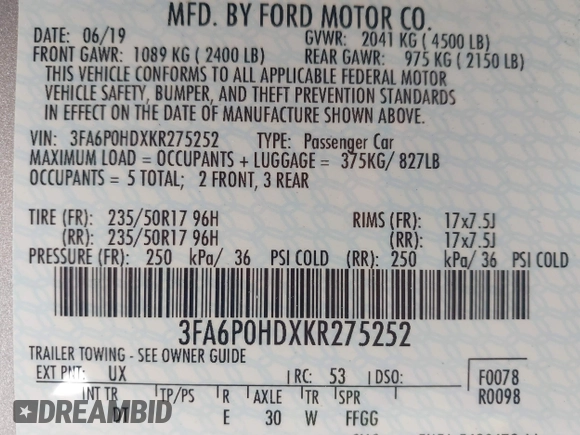 MFD. BY FORD MOTOR CO.
DATE: 06/19 GVWR: 2041 KG ( 4500 LB)
FRONT GAWR: 1089 KG ( 2400 LB) REAR GAWR: 975 KG ( 2150 LB)
THIS VEHICLE CONFORMS TO ALL APPLICABLE FEDERAL MOTOR
VEHICLE SAFETY, BUMPER, AND THEFT PREVENTION STANDARDS
IN EFFECT ON THE DATE OF MANUFACTURE SHOWN ABOVE.
VIN: 3FA6P0HDXKR275252 TYPE: Passenger Car
MAXIMUM LOAD = OCCUPANTS + LUGGAGE = 375KG/ 827LB
OCCUPANTS = 5 TOTAL; 2 FRONT, 3 REAR
TIRE (FR): 235/50R17 96H RIMS (FR): 17x7.5J
(RR): 235/50R17 96H (RR): 17x7.5J
PRESSURE (FR): 250 kPa/ 36 PSI COLD (RR): 250 kPa/ 36 PSI COLD
3FA6P0HDXKR275252
TRAILER TOWING - SEE OWNER GUIDE
EXT PNT: UX RC: 53 DSO: F0078
INT TR TP/PS R AXLE TR SPR R0098
DT E 30 W FFGG
DREAMBID